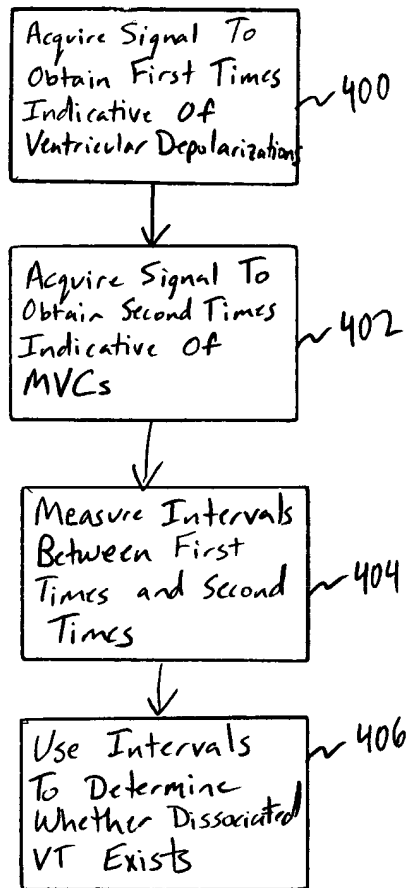 Acquire Signal To
Obtain First Times
Indicative Of
Ventricular Depolarizations
400
Acquire Signal To
Obtain Second Times
Indicative Of
MVCs
402
Measure Intervals
Between First
Times and Second
Times
404
Use Intervals
To Determine
Whether Dissociated
VT Exists
406